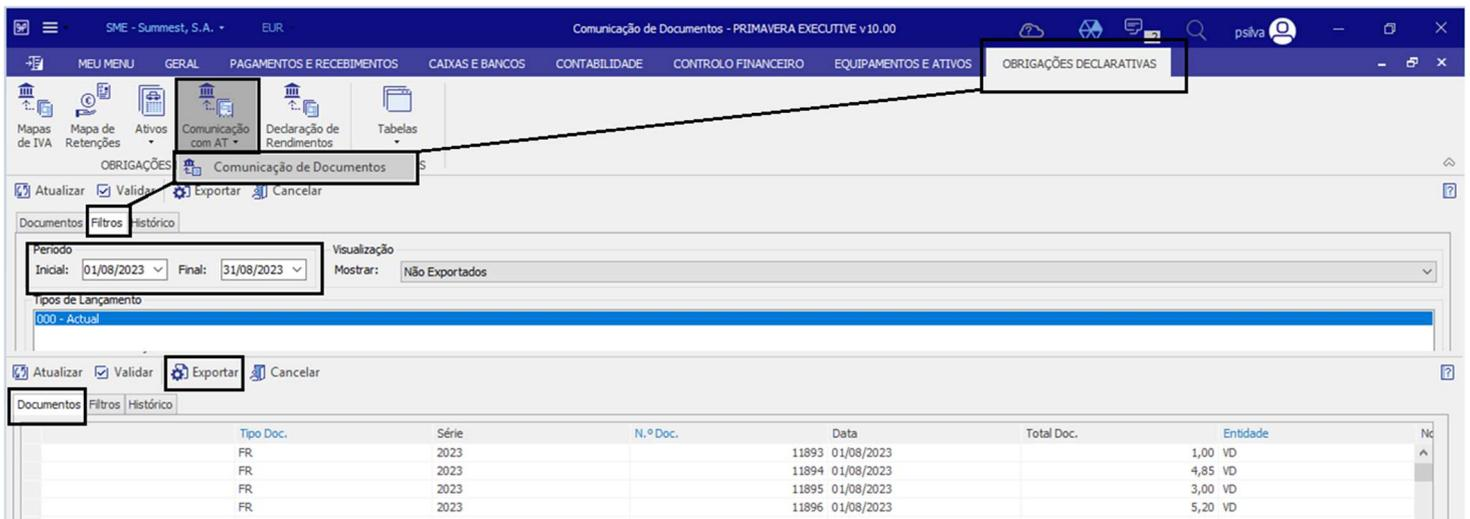 SME - Summest, S.A. EUR Comunicação de Documentos - PRIMAVERA EXECUTIVE v10.00 psilva
MEU MENU GERAL PAGAMENTOS E RECEBIMENTOS CAIXAS E BANCOS CONTABILIDADE CONTROLO FINANCEIRO EQUIPAMENTOS E ATIVOS OBRIGAÇÕES DECLARATIVAS
Mapas Mapa de Ativos Comunicação Declaração de Tabelas
de IVA Retenções com AT Rendimentos
OBRIGAÇÕES Comunicação de Documentos S
Atualizar Validar Exportar Cancelar
Documentos Filtros Histórico
Período Visualização
Inicial: 01/08/2023 Final: 31/08/2023 Mostrar: Não Exportados
Tipos de Lançamento
000 - Actual
Atualizar Validar Exportar Cancelar
Documentos Filtros Histórico
Tipo Doc. Série N.º Doc. Data Total Doc. Entidade
FR 2023 11893 01/08/2023 1,00 VD
FR 2023 11894 01/08/2023 4,85 VD
FR 2023 11895 01/08/2023 3,00 VD
FR 2023 11896 01/08/2023 5,20 VD